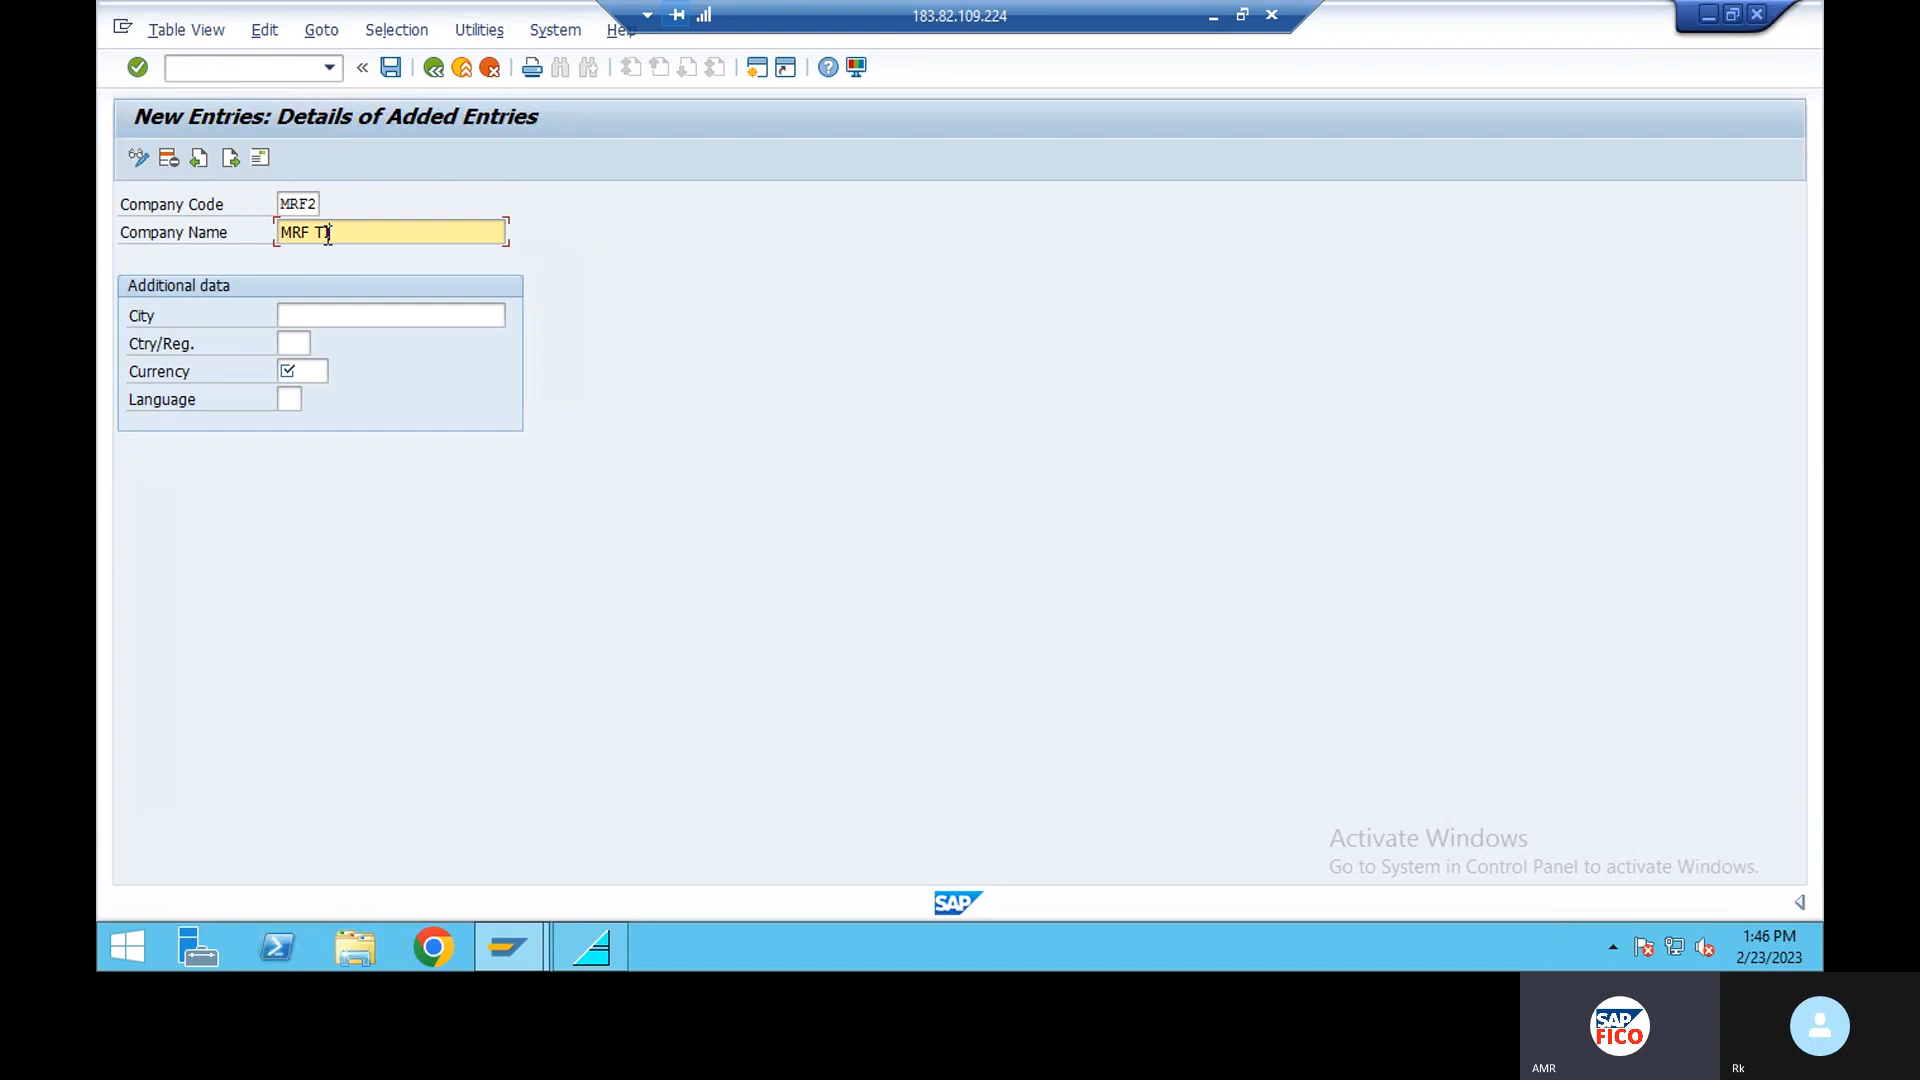 183.82.109.224
Table View Edit Goto Selection Utilities System Help
New Entries: Details of Added Entries
Company Code MRF2
Company Name MRF T
Additional data
City
Ctry/Reg.
Currency
Language
Activate Windows
Go to System in Control Panel to activate Windows.
SAP
1:46 PM
2/23/2023
SAP
FICO
AMR
Rk